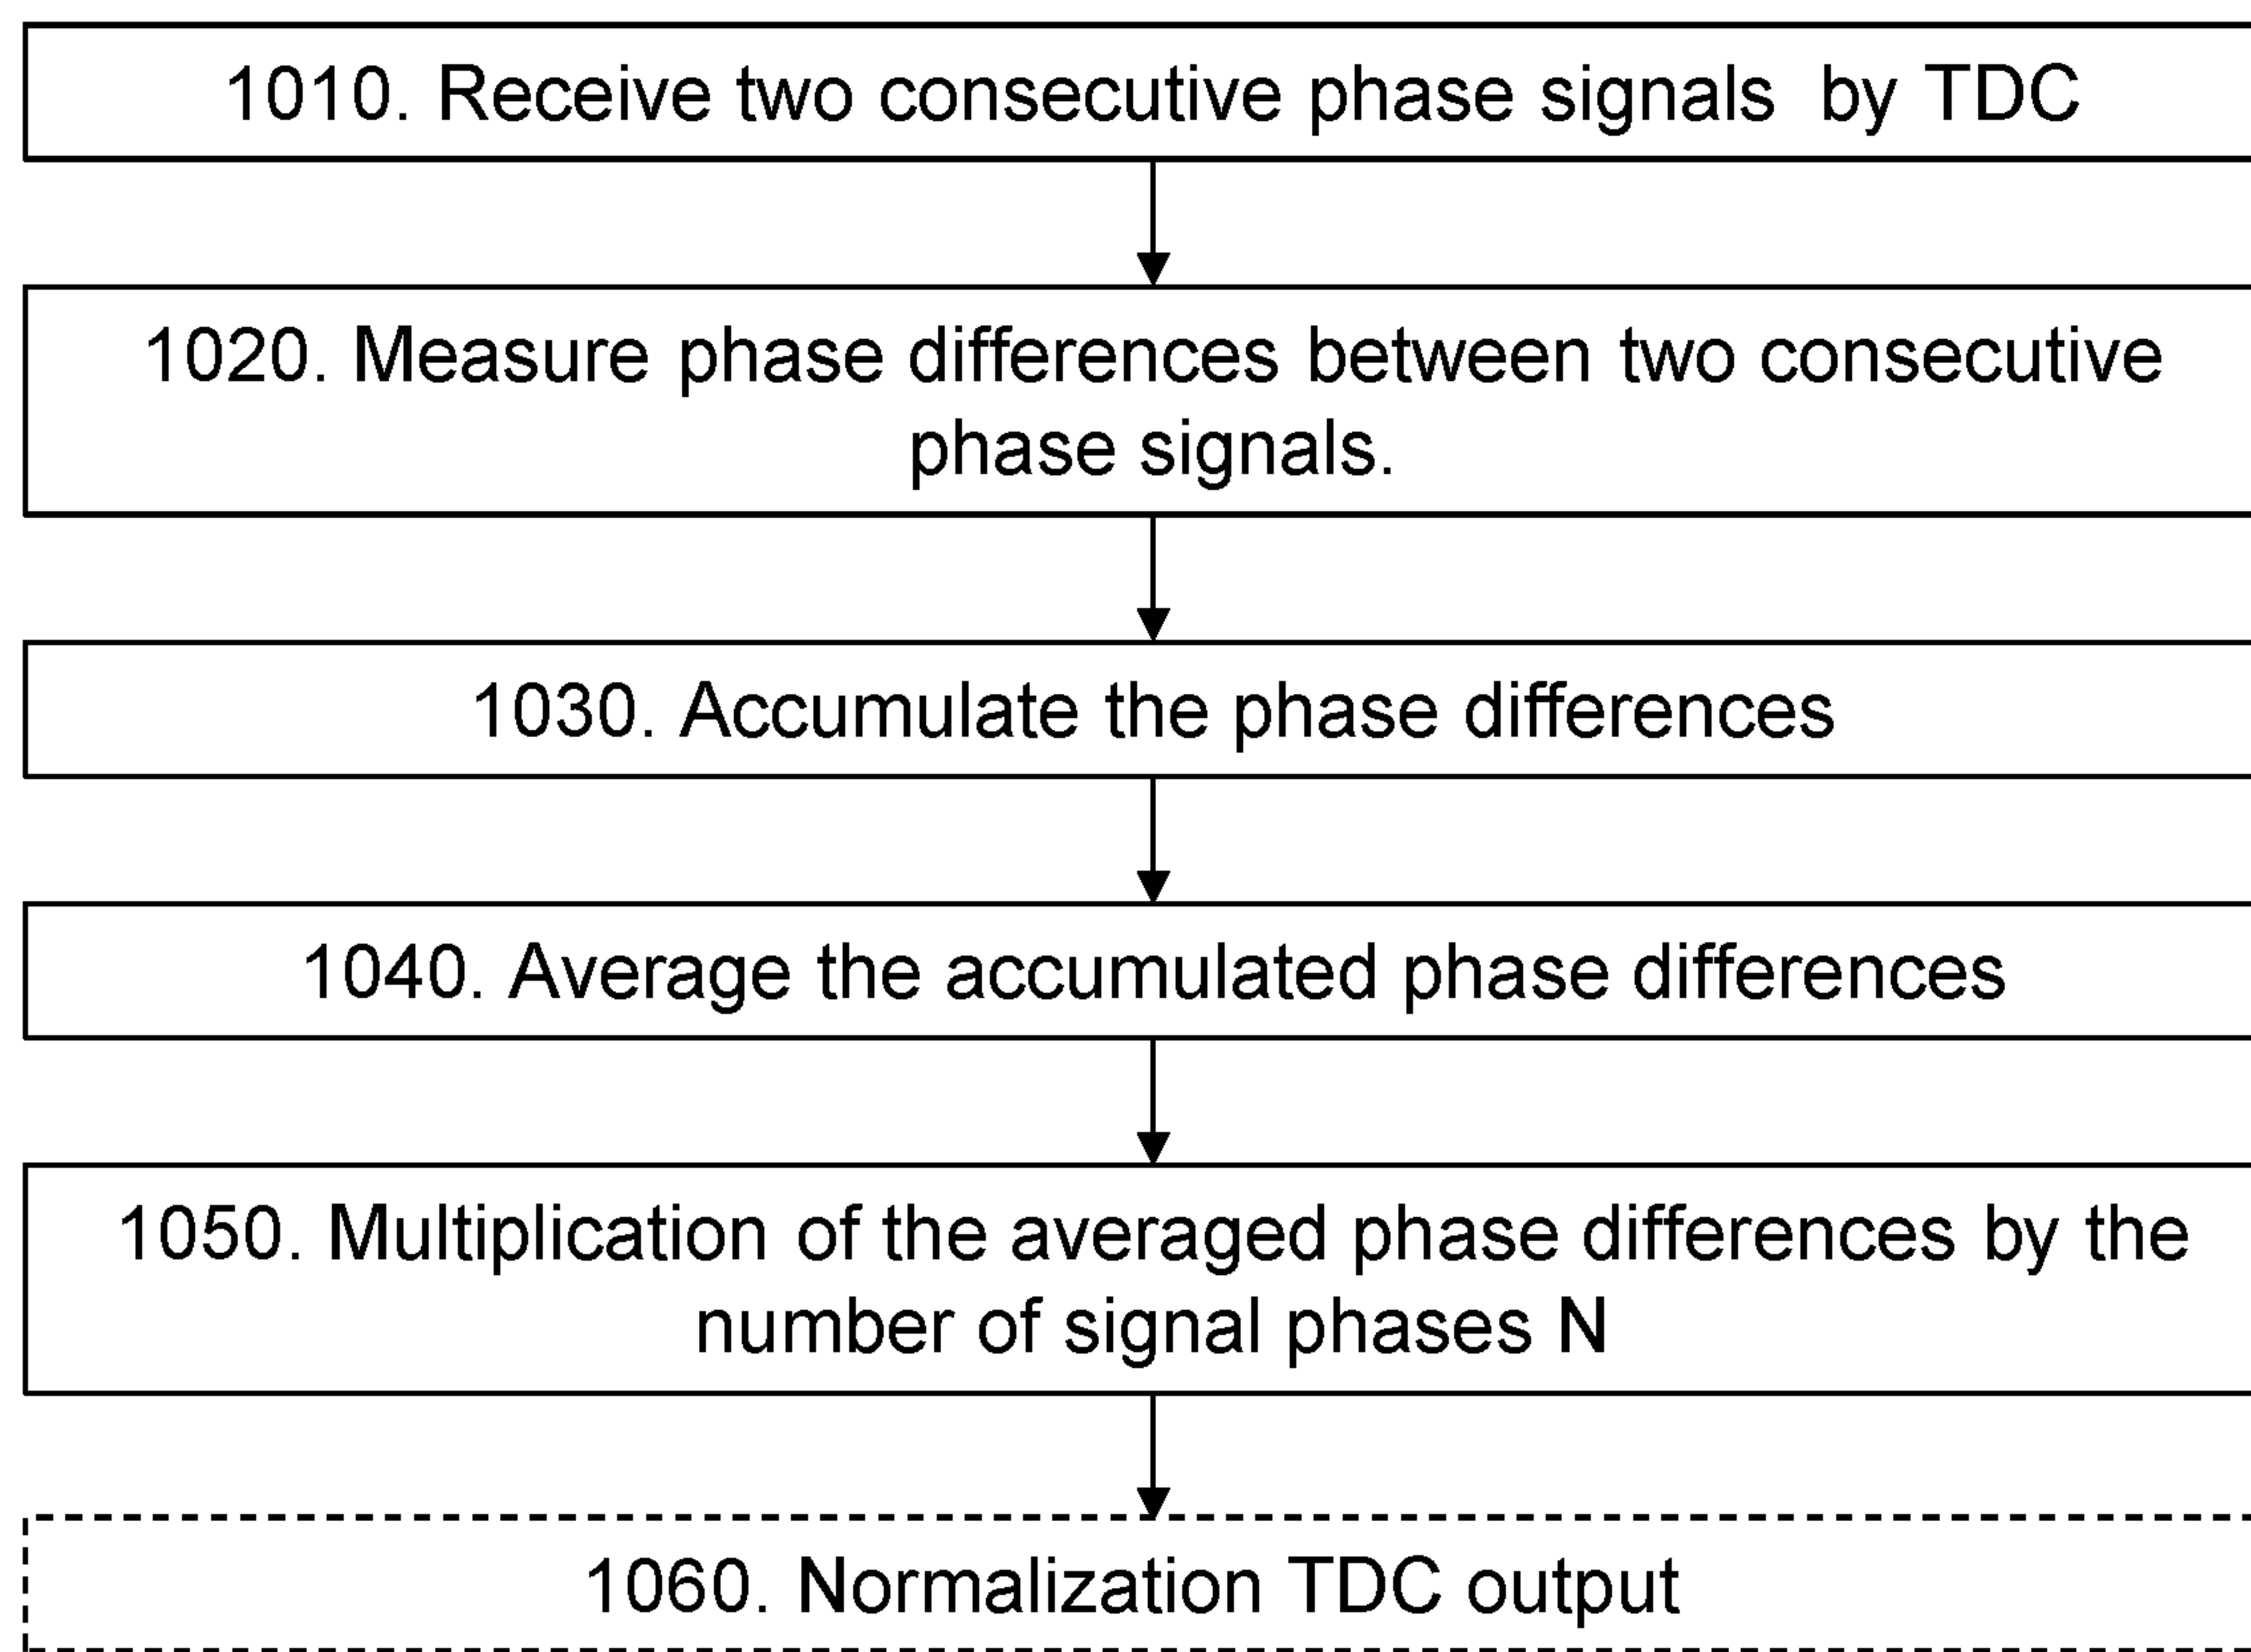 1010. Receive two consecutive phase signals by TDC
1020. Measure phase differences between two consecutive
phase signals.
1030. Accumulate the phase differences
1040. Average the accumulated phase differences
1050. Multiplication of the averaged phase differences by the
number of signal phases N
1060. Normalization TDC output